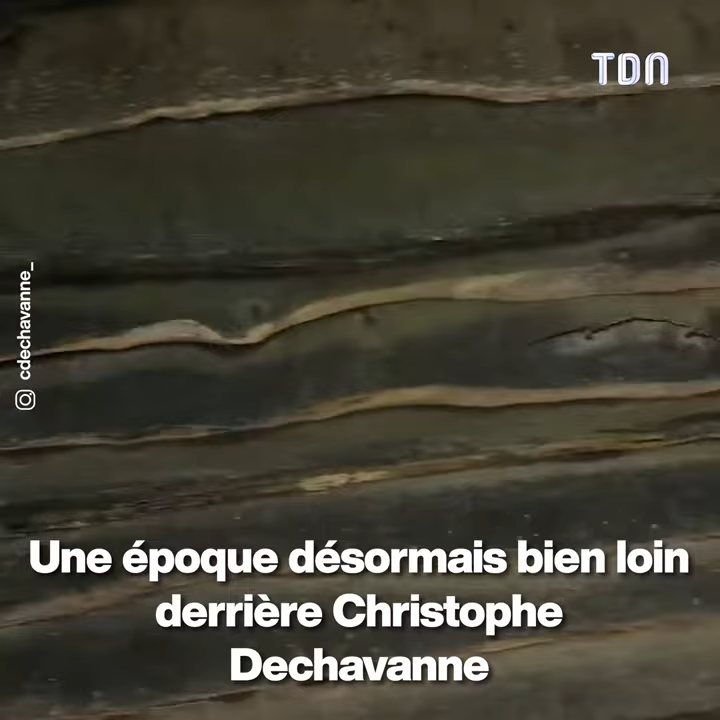 TDN
cdechavanne_
Une époque désormais bien loin
derrière Christophe
Dechavanne